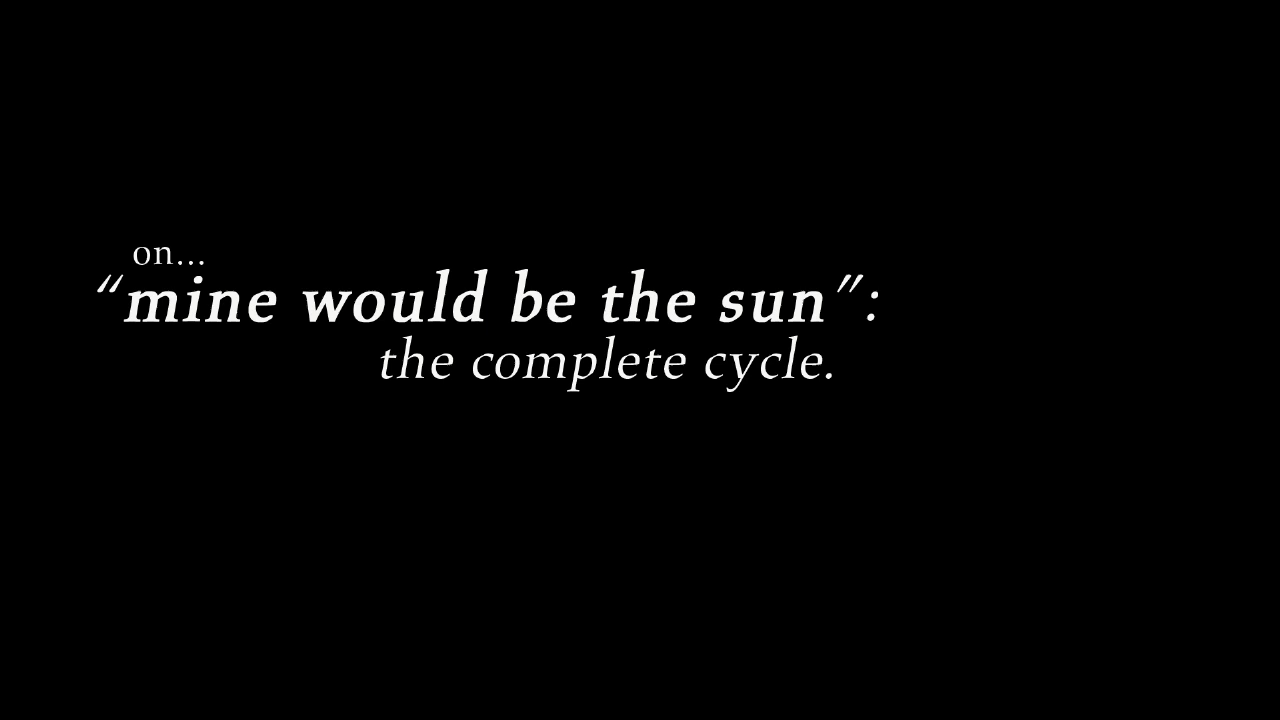 on...
“mine would be the sun”:
the complete cycle.